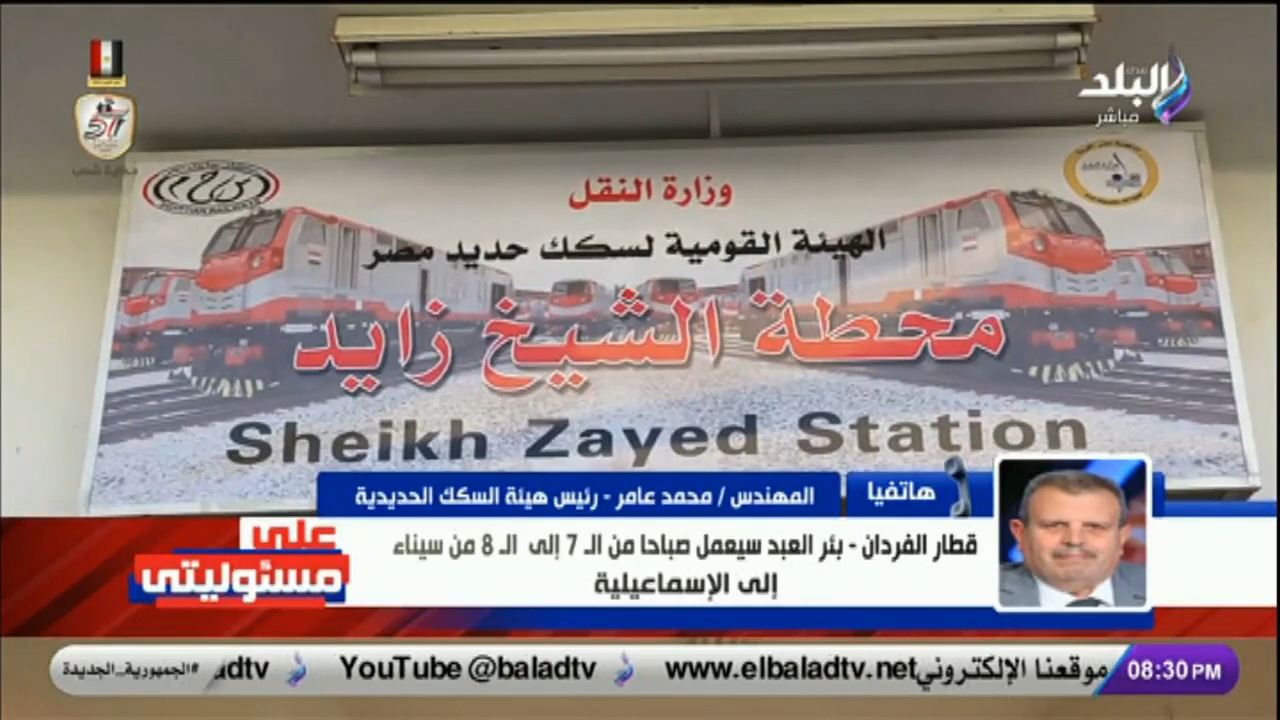 البلد
مباشر
57
وزارة النقل
الهيئة القومية لسكك حديد مصر
محطة الشيخ زايد
Sheikh Zayed Station
هاتفيا
المهندس / محمد عامر - رئيس هيئة السكك الحديدية
قطار الفردان - بئر العبد سيعمل صباحا من الـ 7 إلى الـ 8 من سيناء
إلى الإسماعيلية
على
مسئوليتي
08:30 PM
موقعنا الإلكتروني www.elbaladtv.net
YouTube @baladtv
adtv
#الجمهورية_الجديدة